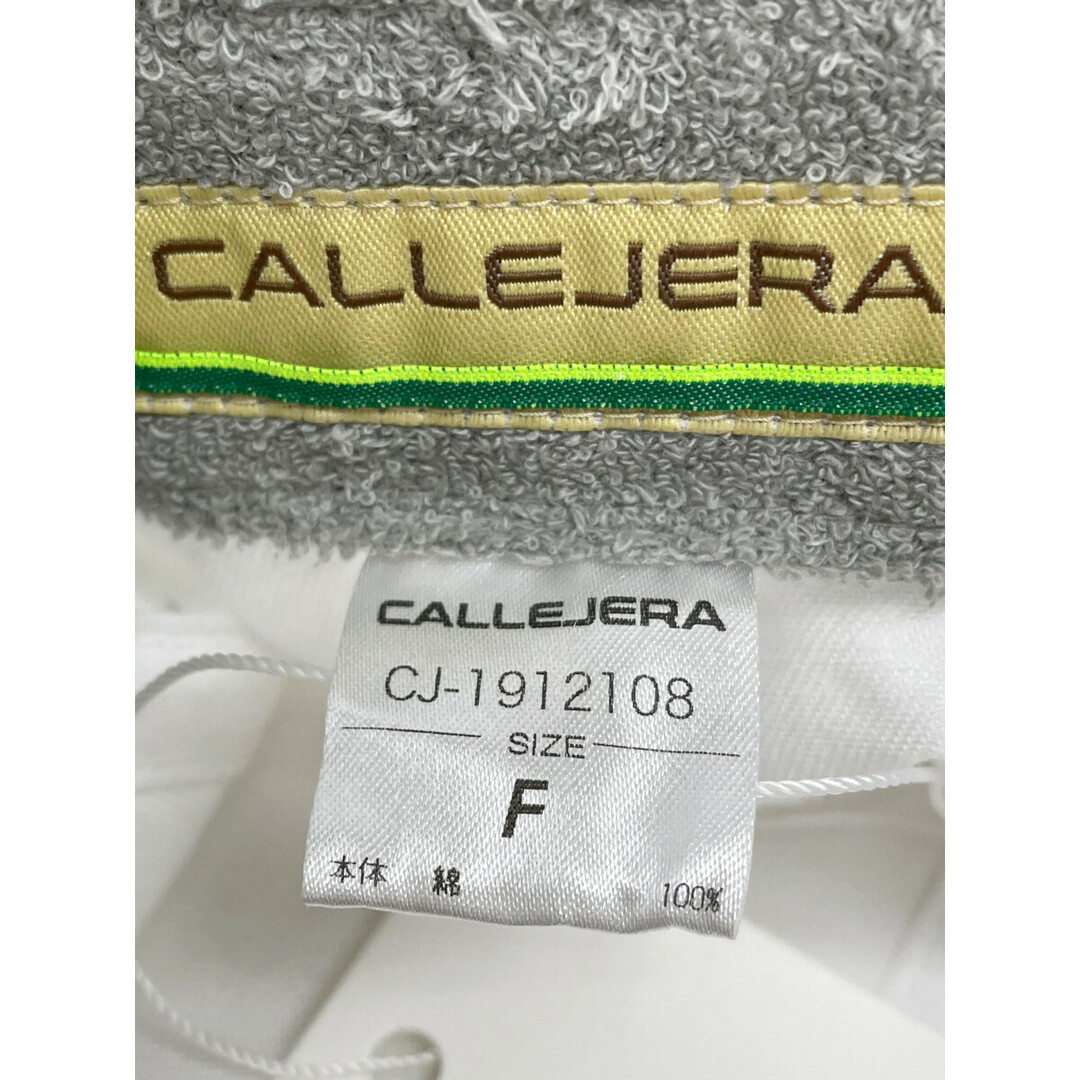 CALLEJERA
CALLEJERA
CJ-1912108
SIZE
F
本体 綿 100%